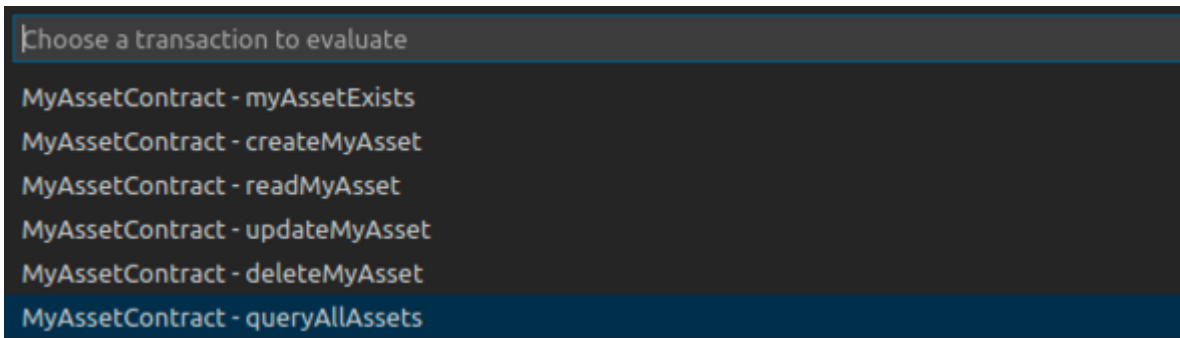 Choose a transaction to evaluate
MyAssetContract - myAssetExists
MyAssetContract - createMyAsset
MyAssetContract - readMyAsset
MyAssetContract - updateMyAsset
MyAssetContract - deleteMyAsset
MyAssetContract - queryAllAssets